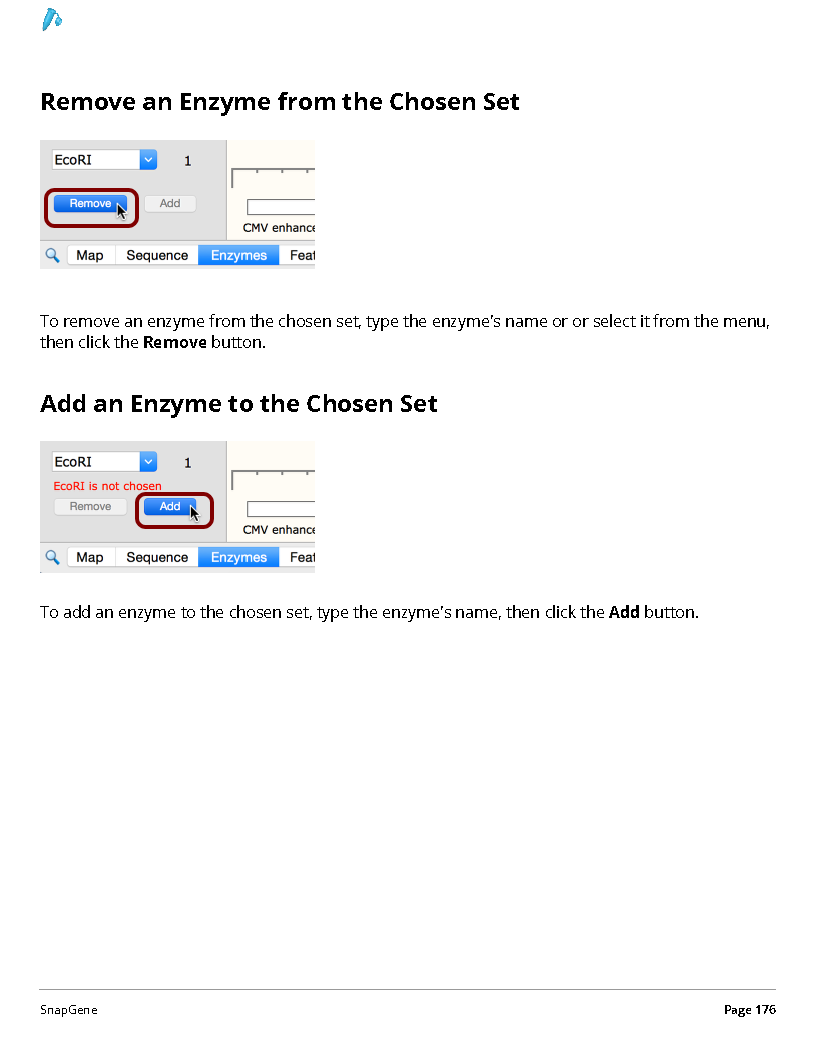 Remove an Enzyme from the Chosen Set
EcoRI 1
Remove Add
CMV enhance
Map Sequence Enzymes Feat
To remove an enzyme from the chosen set, type the enzyme's name or or select it from the menu,
then click the Remove button.
Add an Enzyme to the Chosen Set
EcoRI 1
EcoRI is not chosen
Remove Add
CMV enhance
Map Sequence Enzymes Feat
To add an enzyme to the chosen set, type the enzyme's name, then click the Add button.
SnapGene Page 176